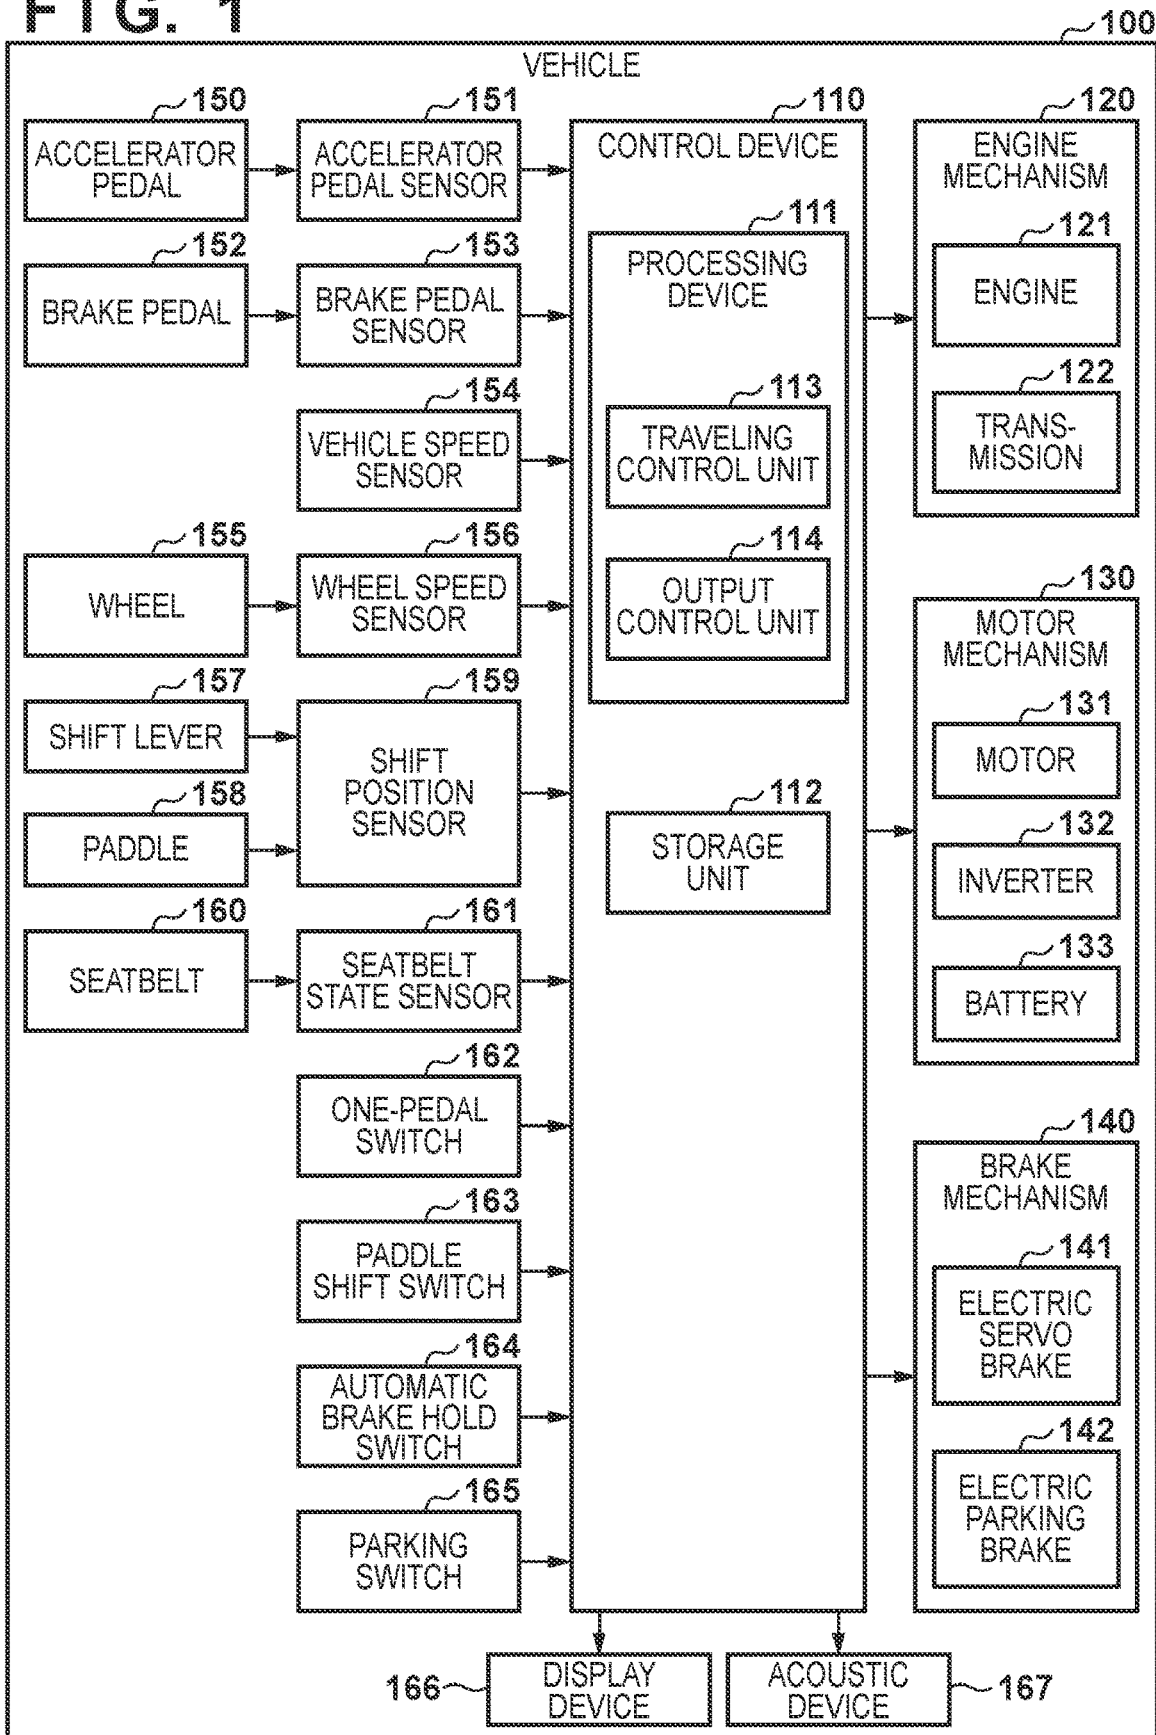 FIG. 1
100
VEHICLE
150
ACCELERATOR
PEDAL
151
ACCELERATOR
PEDAL SENSOR
152
BRAKE PEDAL
153
BRAKE PEDAL
SENSOR
154
VEHICLE SPEED
SENSOR
155
WHEEL
156
WHEEL SPEED
SENSOR
157
SHIFT LEVER
158
PADDLE
159
SHIFT
POSITION
SENSOR
160
SEATBELT
161
SEATBELT
STATE SENSOR
162
ONE-PEDAL
SWITCH
163
PADDLE
SHIFT SWITCH
164
AUTOMATIC
BRAKE HOLD
SWITCH
165
PARKING
SWITCH
110
CONTROL DEVICE
111
PROCESSING
DEVICE
113
TRAVELING
CONTROL UNIT
114
OUTPUT
CONTROL UNIT
112
STORAGE
UNIT
120
ENGINE
MECHANISM
121
ENGINE
122
TRANS-
MISSION
130
MOTOR
MECHANISM
131
MOTOR
132
INVERTER
133
BATTERY
140
BRAKE
MECHANISM
141
ELECTRIC
SERVO
BRAKE
142
ELECTRIC
PARKING
BRAKE
166
DISPLAY
DEVICE
ACOUSTIC
DEVICE
167